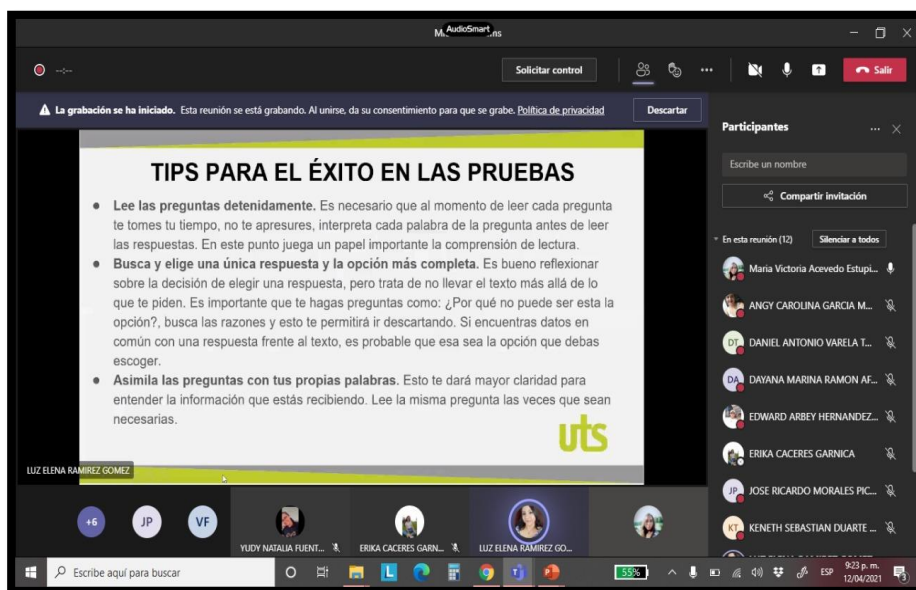 AudioSmart
--:--
Solicitar control
Salir
La grabación se ha iniciado. Esta reunión se está grabando. Al unirse, da su consentimiento para que se grabe. Política de privacidad
Descartar
TIPS PARA EL ÉXITO EN LAS PRUEBAS
● Lee las preguntas detenidamente. Es necesario que al momento de leer cada pregunta
te tomes tu tiempo, no te apresures, interpreta cada palabra de la pregunta antes de leer
las respuestas. En este punto juega un papel importante la comprensión de lectura.
● Busca y elige una única respuesta y la opción más completa. Es bueno reflexionar
sobre la decisión de elegir una respuesta, pero trata de no llevar el texto más allá de lo
que te piden. Es importante que te hagas preguntas como: ¿Por qué no puede ser esta la
opción?, busca las razones y esto te permitirá ir descartando. Si encuentras datos en
común con una respuesta frente al texto, es probable que esa sea la opción que debas
escoger.
● Asimila las preguntas con tus propias palabras. Esto te dará mayor claridad para
entender la información que estás recibiendo. Lee la misma pregunta las veces que sean
necesarias.
uts
LUZ ELENA RAMIREZ GOMEZ
Participantes
Escribe un nombre
Compartir invitación
En esta reunión (12)
Silenciar a todos
Maria Victoria Acevedo Estupi...
ANGY CAROLINA GARCIA M...
DT DANIEL ANTONIO VARELA T...
DA DAYANA MARINA RAMON AF...
EDWARD ARBEY HERNANDEZ...
ERIKA CACERES GARNICA
JP JOSE RICARDO MORALES PIC...
KT KENETH SEBASTIAN DUARTE ...
+6
JP
VF
YUDY NATALIA FUENT...
ERIKA CACERES GARN...
LUZ ELENA RAMIREZ GO...
Escribe aquí para buscar
55%
ESP
9:23 p. m.
12/04/2021
3